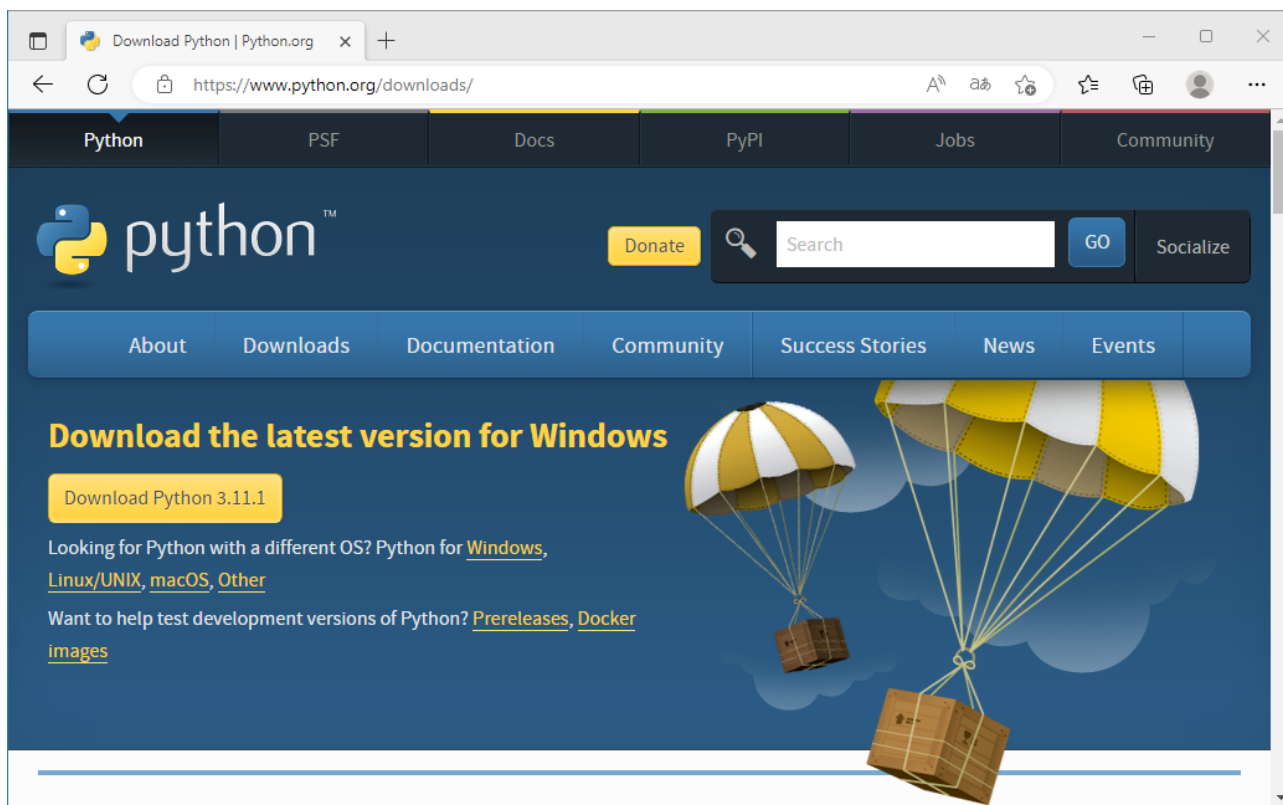 Download Python | Python.org
https://www.python.org/downloads/
aあ
Python PSF Docs PyPI Jobs Community
python™
Donate Search GO Socialize
About Downloads Documentation Community Success Stories News Events
Download the latest version for Windows
Download Python 3.11.1
Looking for Python with a different OS? Python for Windows,
Linux/UNIX, macOS, Other
Want to help test development versions of Python? Prereleases, Docker
images